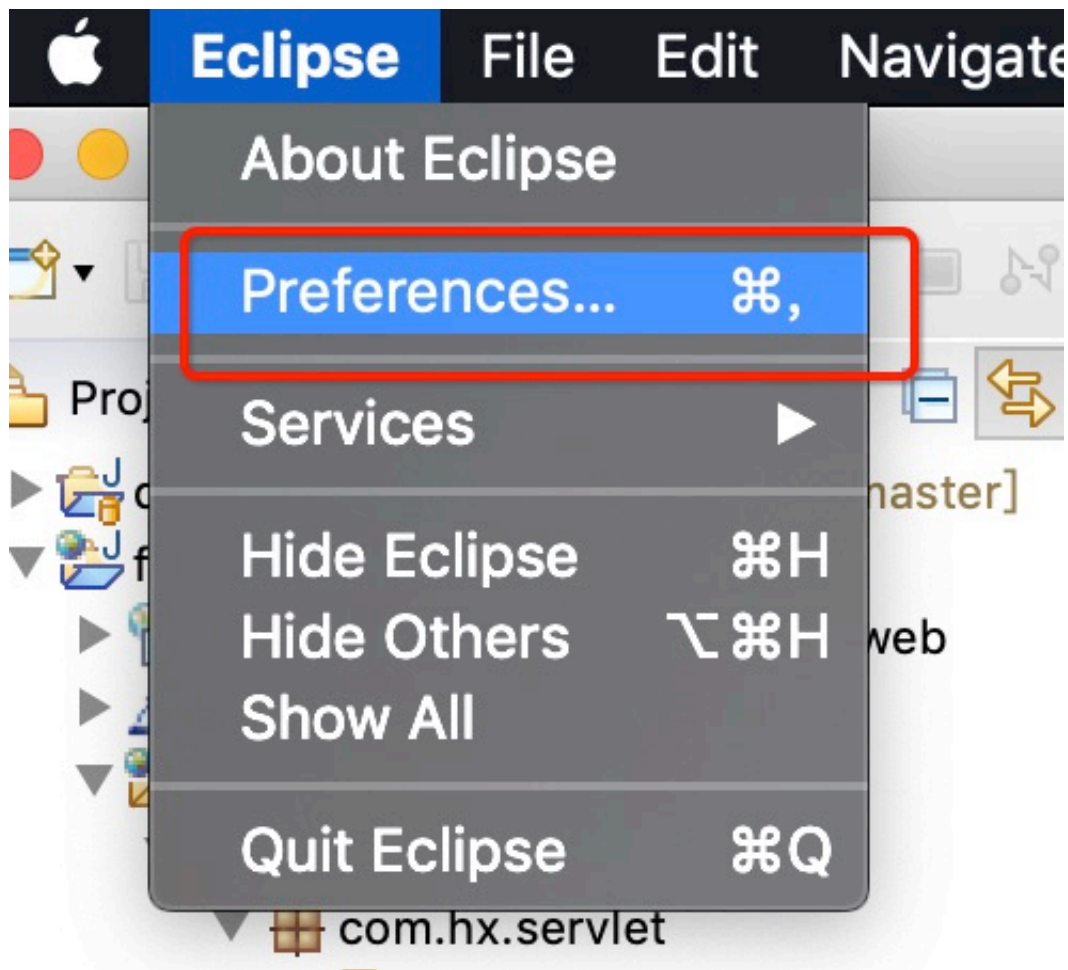 Eclipse File Edit Navigate
About Eclipse
Preferences... ⌘,
Proj
Services ▶
master]
Hide Eclipse ⌘H
Hide Others ⌥⌘H
web
Show All
Quit Eclipse ⌘Q
com.hx.servlet